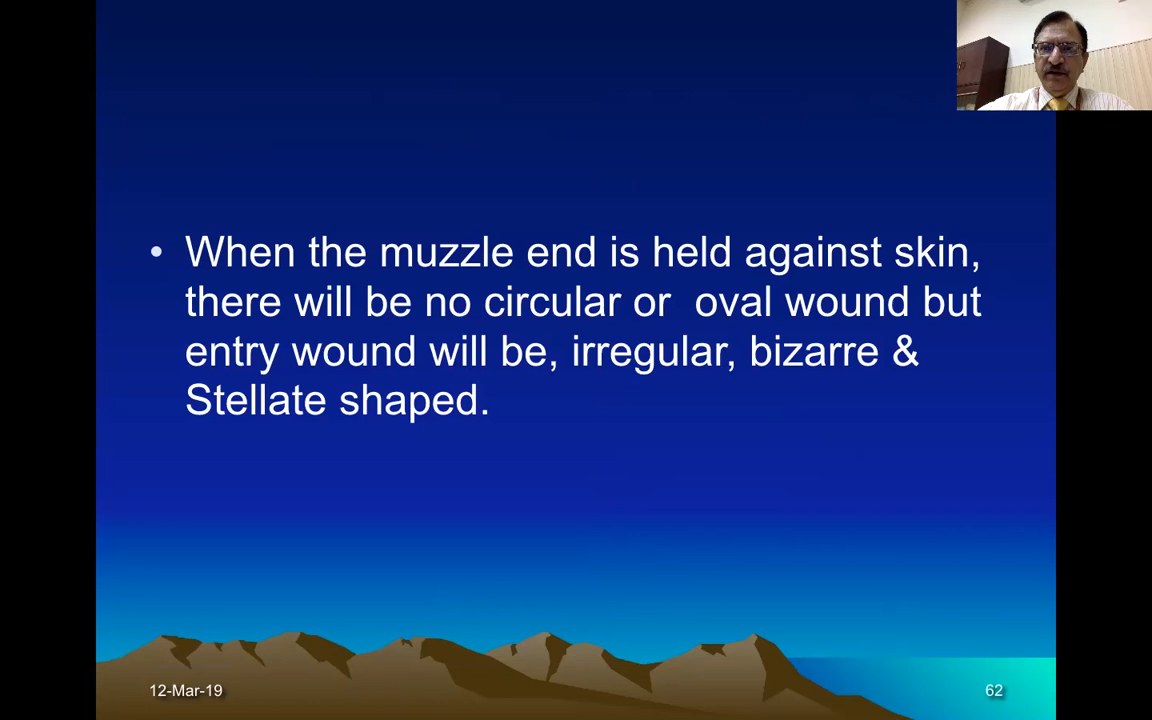 • When the muzzle end is held against skin,
there will be no circular or  oval wound but
entry wound will be, irregular, bizarre &
Stellate shaped.
12-Mar-19
62